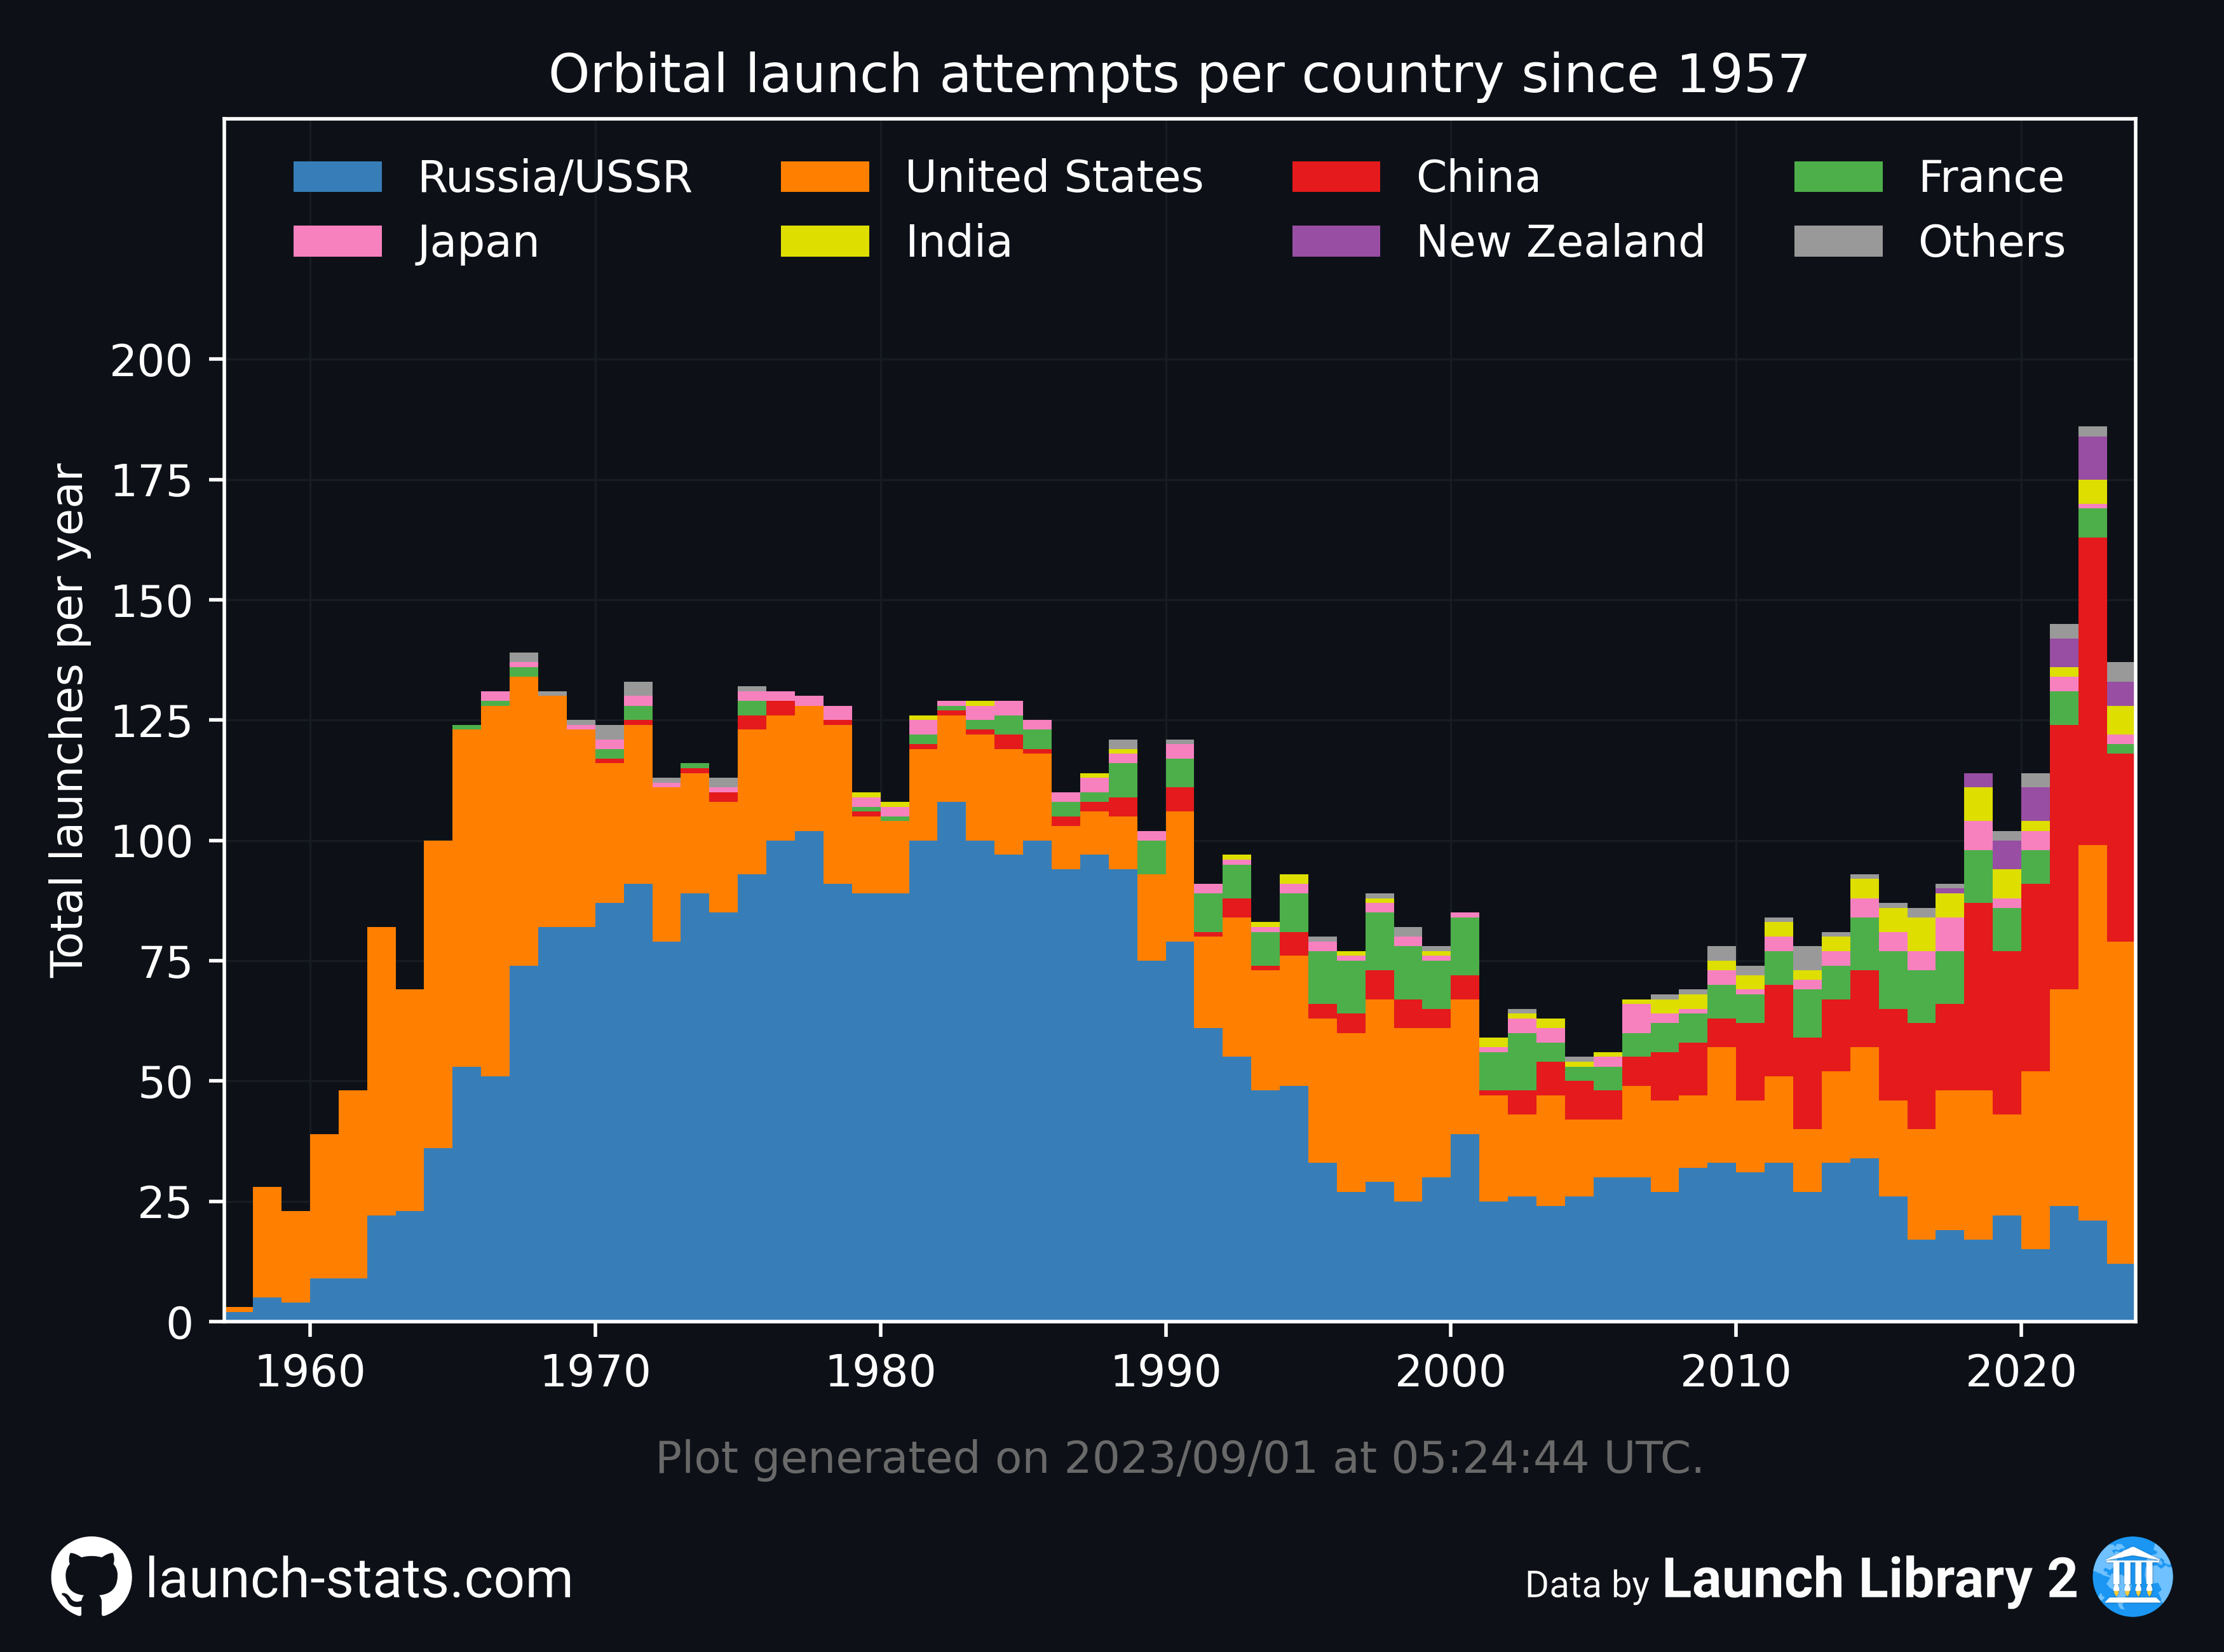 Orbital launch attempts per country since 1957
Russia/USSR United States China France
Japan India New Zealand Others
Total launches per year
200
175
150
125
100
75
50
25
0
1960 1970 1980 1990 2000 2010 2020
Plot generated on 2023/09/01 at 05:24:44 UTC.
launch-stats.com
Data by Launch Library 2